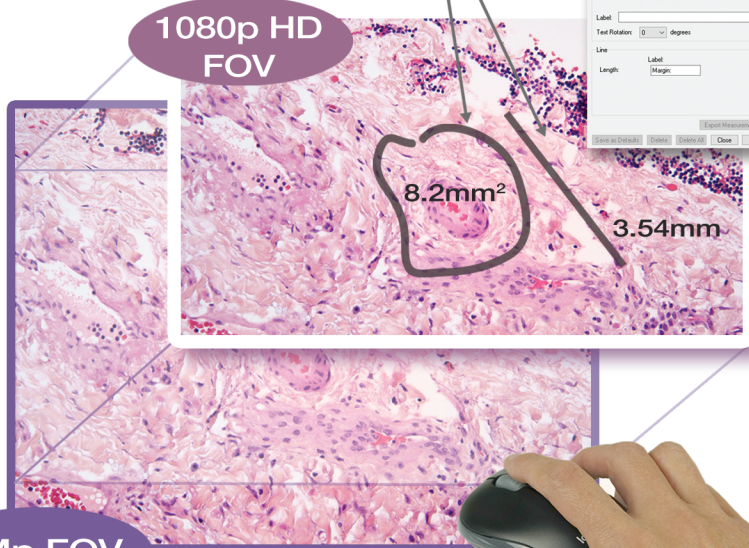 1080p HD
FOV
Label:
Text Rotation: 0 degrees
Line
Label:
Length: Margin:
Export
Save as Defaults Delete Delete All Close
8.2mm²
3.54mm
FOV